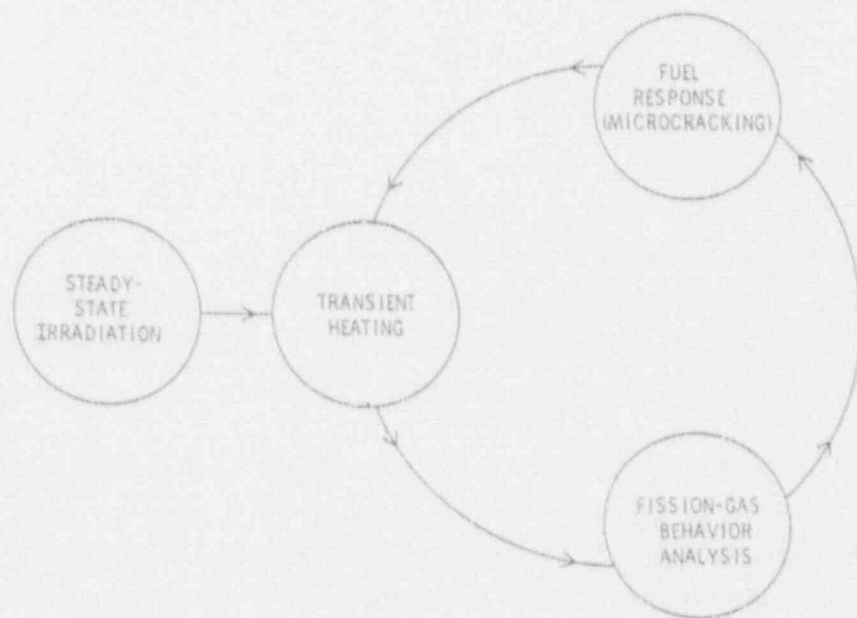 FUEL
RESPONSE
(MICROCRACKING)
STEADY-
STATE
IRRADIATION
TRANSIENT
HEATING
FISSION-GAS
BEHAVIOR
ANALYSIS